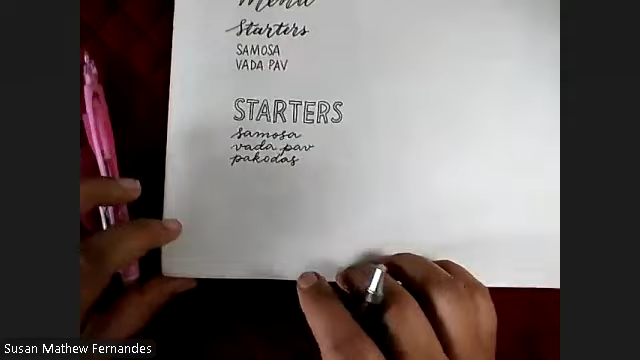 Menu
Starters
SAMOSA
VADA PAV
STARTERS
samosa
vada pav
pakodas
Susan Mathew Fernandes